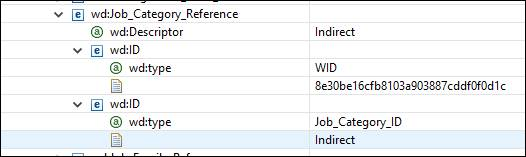 wd:Job_Category_Reference
wd:Descriptor Indirect
wd:ID
wd:type WID
8e30be16cfb8103a903887cddf0f0d1c
wd:ID
wd:type Job_Category_ID
Indirect